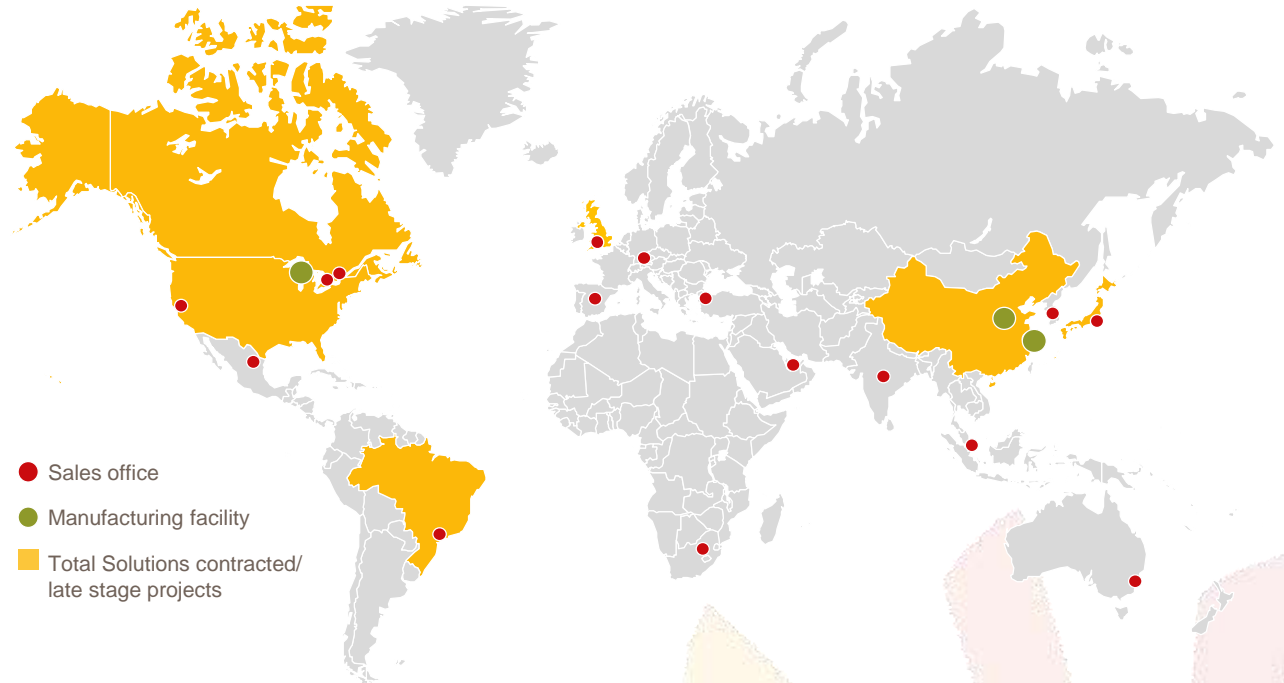 Sales office
Manufacturing facility
Total Solutions contracted/
late stage projects